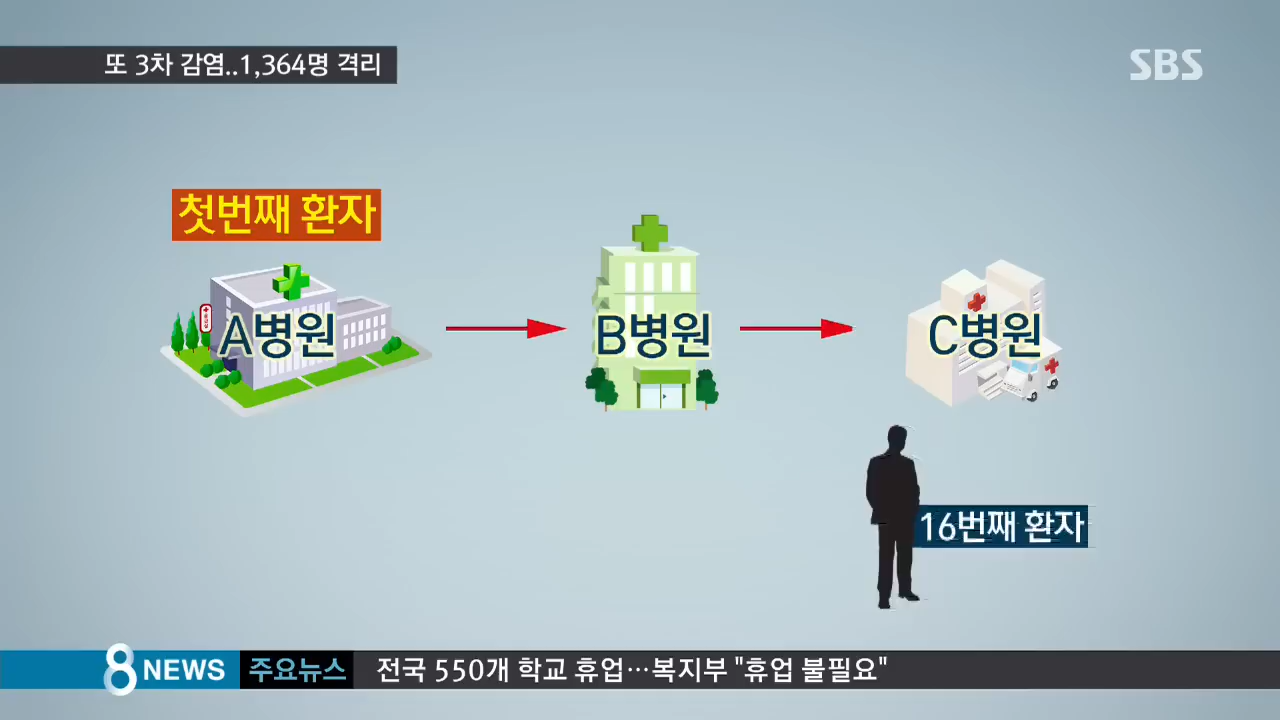 또 3차 감염..1,364명 격리
SBS
첫번째 환자
A병원
B병원
C병원
16번째 환자
8 NEWS 주요뉴스 전국 550개 학교 휴업…복지부 "휴업 불필요"